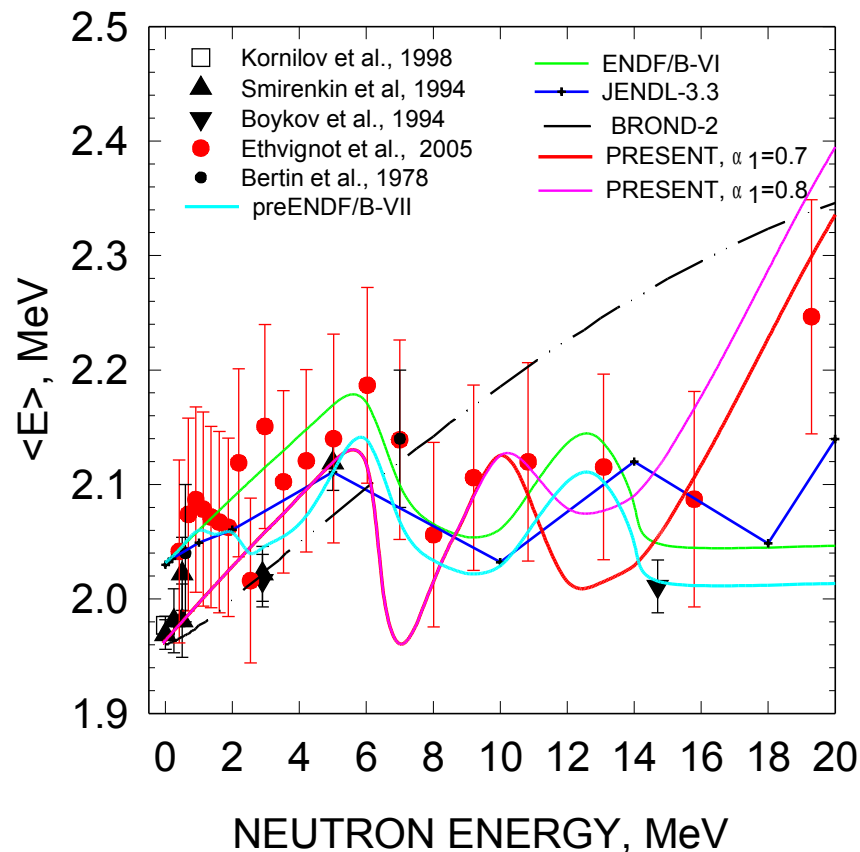 2.5
2.4
2.3
2.2
2.1
2.0
1.9
<E>, MeV
Kornilov et al., 1998
Smirenkin et al, 1994
Boykov et al., 1994
Ethvignot et al., 2005
Bertin et al., 1978
preENDF/B-VII
ENDF/B-VI
JENDL-3.3
BROND-2
PRESENT, α 1=0.7
PRESENT, α 1=0.8
0 2 4 6 8 10 12 14 16 18 20
NEUTRON ENERGY, MeV